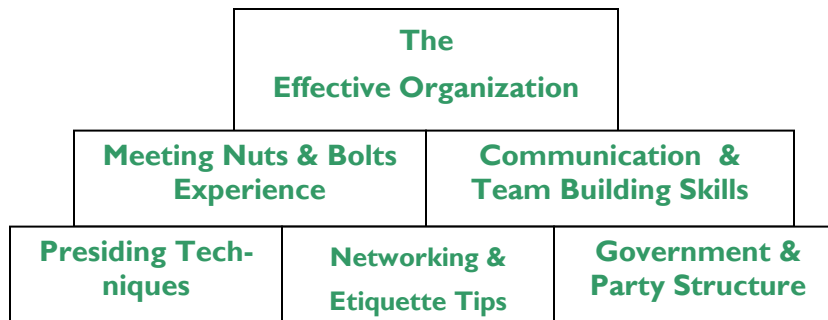 The
Effective Organization
Meeting Nuts & Bolts
Experience
Communication &
Team Building Skills
Presiding Tech-
niques
Networking &
Etiquette Tips
Government &
Party Structure